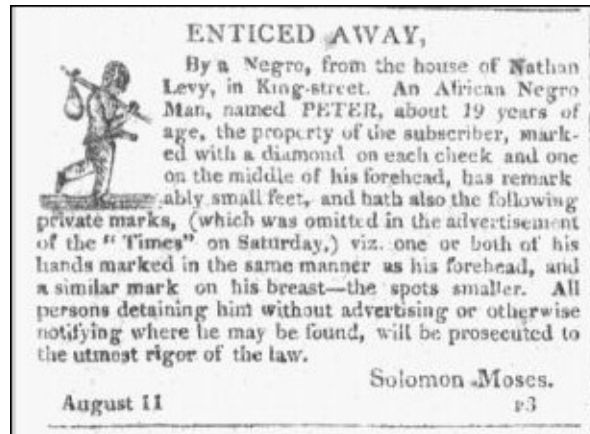 ENTICED AWAY,
By a Negro, from the house of Nathan
Levy, in King-street. An African Negro
Man, named PETER, about 19 years of
age, the property of the subscriber, mark-
ed with a diamond on each cheek and one
on the middle of his forehead, has remark
ably small feet, and hath also the following
private marks, (which was omitted in the advertisement
of the "Times" on Saturday,) viz. one or both of his
hands marked in the same manner as his forehead, and
a similar mark on his breast—the spots smaller. All
persons detaining him without advertising or otherwise
notifying where he may be found, will be prosecuted to
the utmost rigor of the law.
Solomon Moses.
August 11 p3